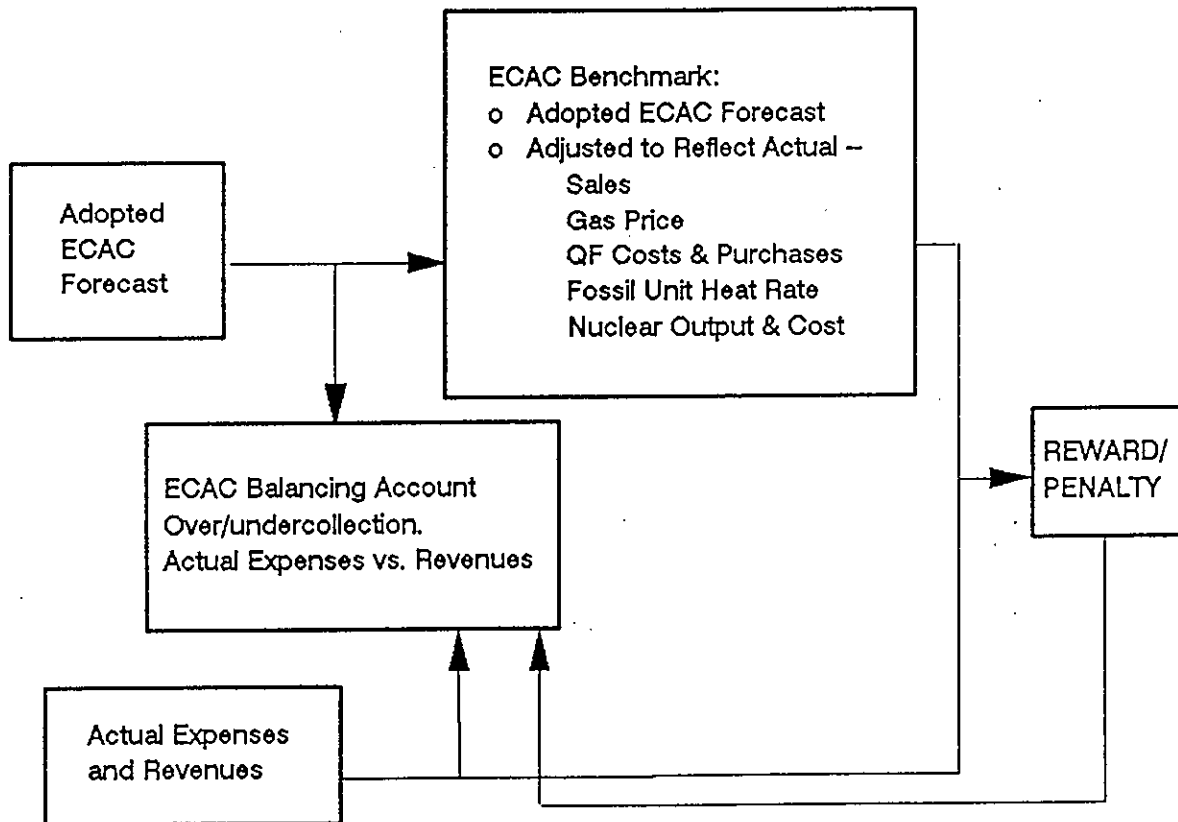 ECAC Benchmark:
o Adopted ECAC Forecast
o Adjusted to Reflect Actual –
Sales
Gas Price
QF Costs & Purchases
Fossil Unit Heat Rate
Nuclear Output & Cost
Adopted
ECAC
Forecast
ECAC Balancing Account
Over/undercollection.
Actual Expenses vs. Revenues
REWARD/
PENALTY
Actual Expenses
and Revenues